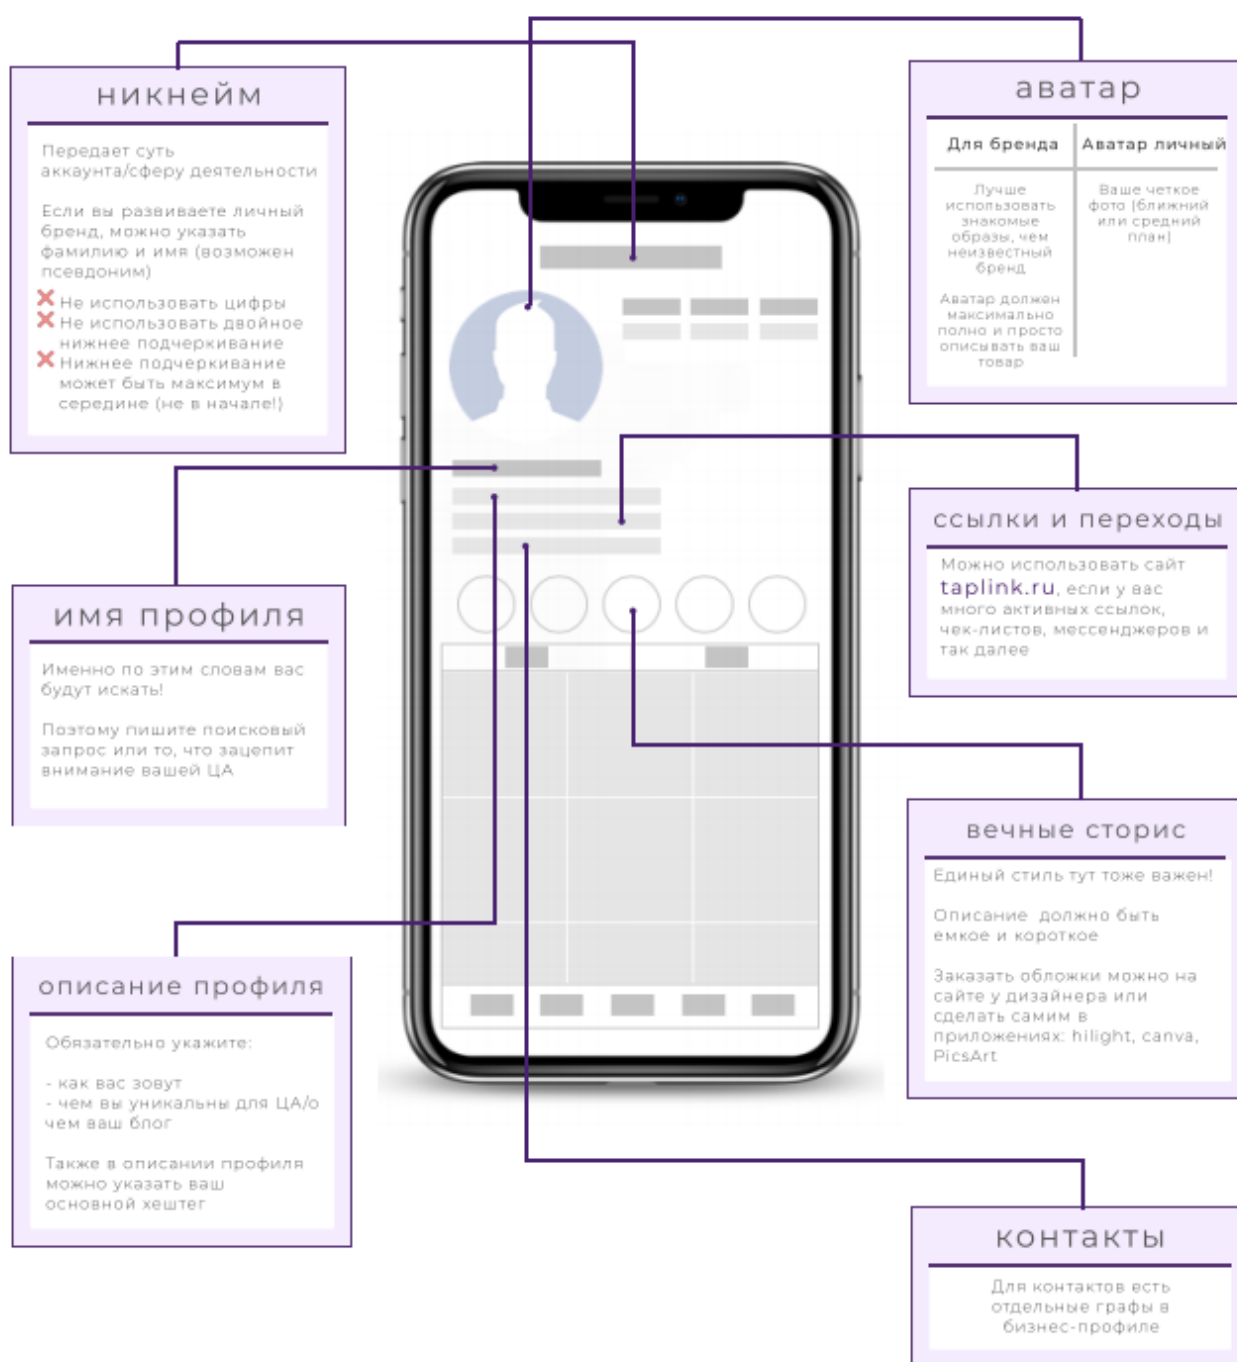 никнейм
Передает суть
аккаунта/сферу деятельности
Если вы развиваете личный
бренд, можно указать
фамилию и имя (возможен
псевдоним)
Не использовать цифры
Не использовать двойное
нижнее подчеркивание
Нижнее подчеркивание
может быть максимум в
середине (не в начале!)
аватар
Для бренда
Лучше
использовать
знакомые
образы, чем
неизвестный
бренд
Аватар должен
максимально
полно и просто
описывать ваш
товар
Аватар личный
Ваше четкое
фото (ближний
или средний
план)
ссылки и переходы
Можно использовать сайт
taplink.ru, если у вас
много активных ссылок,
чек-листов, мессенджеров и
так далее
имя профиля
Именно по этим словам вас
будут искать!
Поэтому пишите поисковый
запрос или то, что зацепит
внимание вашей ЦА
вечные сторис
Единый стиль тут тоже важен!
Описание должно быть
емкое и короткое
Заказать обложки можно на
сайте у дизайнера или
сделать самим в
приложениях: hilight, canva,
PicsArt
описание профиля
Обязательно укажите:
- как вас зовут
- чем вы уникальны для ЦА/о
чем ваш блог
Также в описании профиля
можно указать ваш
основной хештег
контакты
Для контактов есть
отдельные графы в
бизнес-профиле